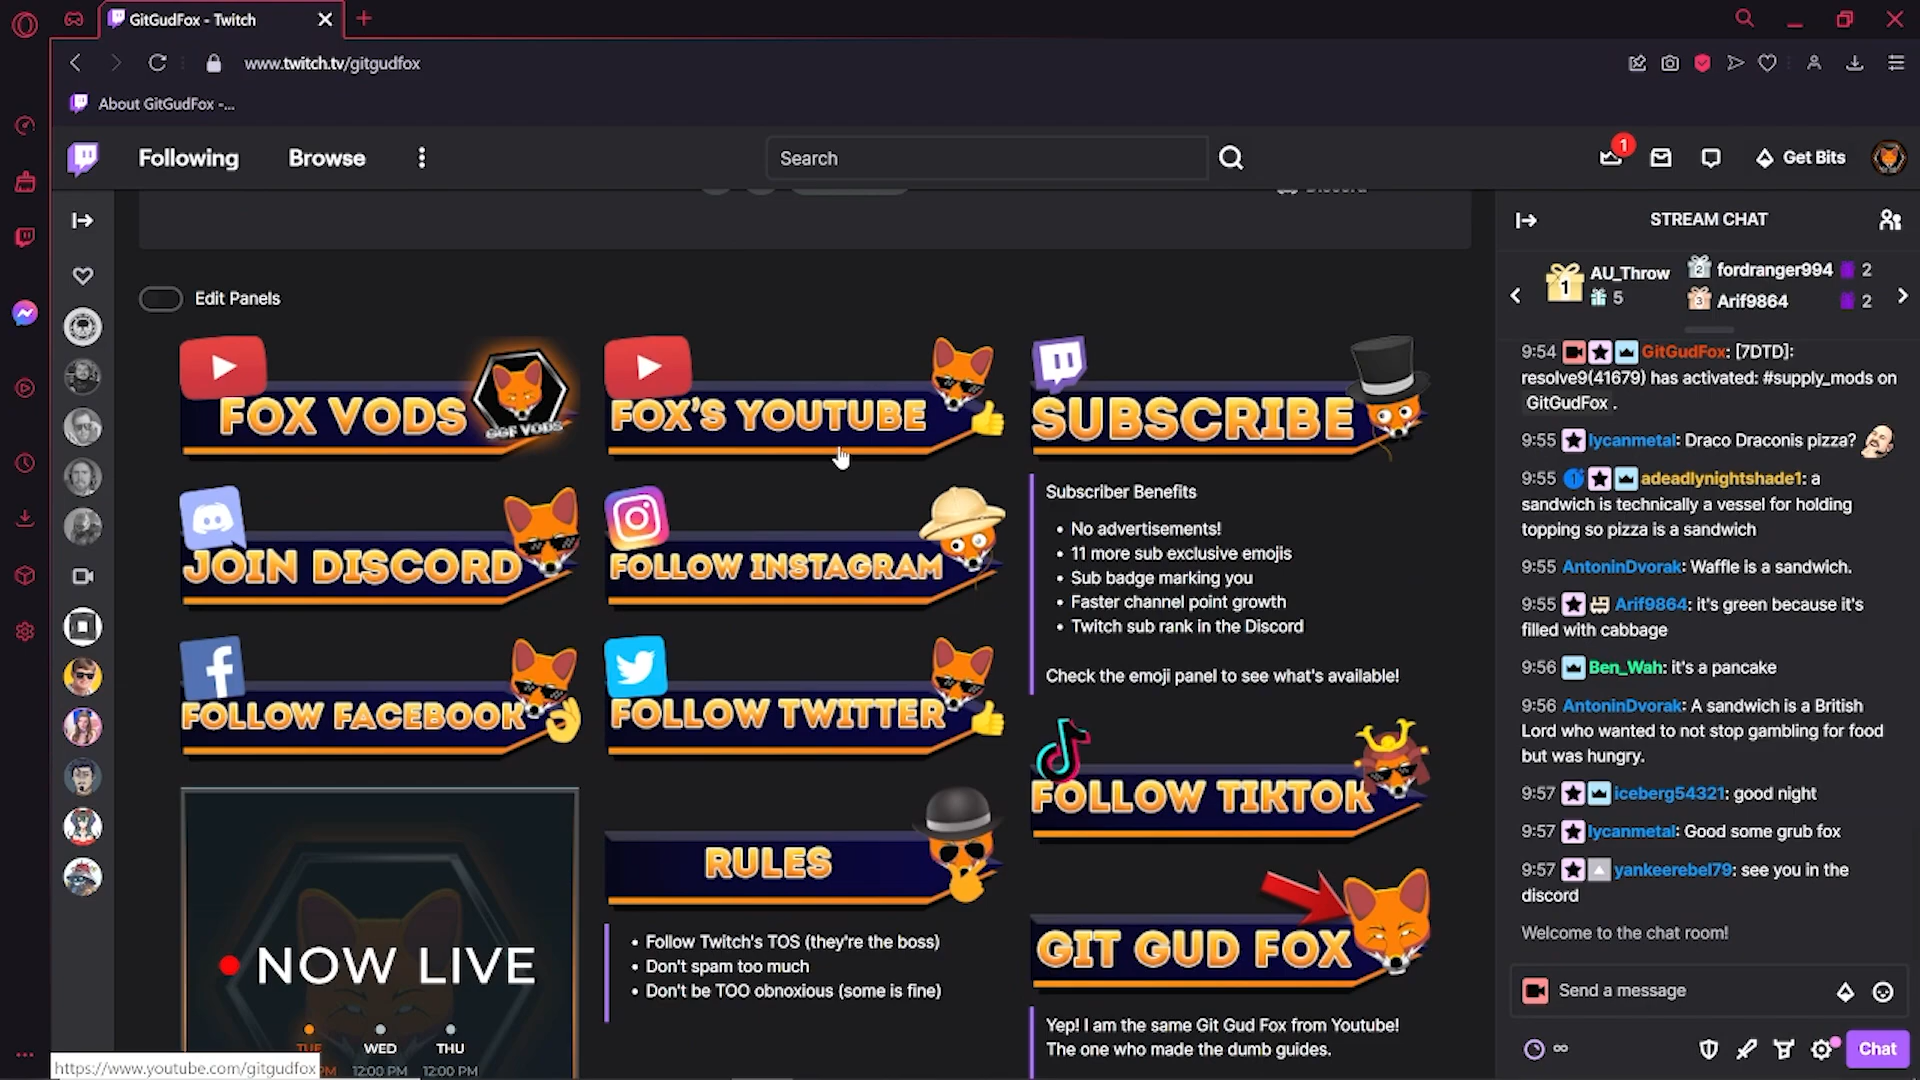 GitGudFox - Twitch
www.twitch.tv/gitgudfox
About GitGudFox -...
Following
Browse
Search
1
Get Bits
Discord
Edit Panels
FOX VODS
GGF VODS
FOX'S YOUTUBE
SUBSCRIBE
Subscriber Benefits
No advertisements!
11 more sub exclusive emojis
Sub badge marking you
Faster channel point growth
Twitch sub rank in the Discord
Check the emoji panel to see what's available!
JOIN DISCORD
FOLLOW INSTAGRAM
FOLLOW FACEBOOK
FOLLOW TWITTER
FOLLOW TIKTOK
RULES
Follow Twitch's TOS (they're the boss)
Don't spam too much
Don't be TOO obnoxious (some is fine)
GIT GUD FOX
Yep! I am the same Git Gud Fox from Youtube!
The one who made the dumb guides.
NOW LIVE
TUE WED THU
PM 12:00 PM 12:00 PM
https://www.youtube.com/gitgudfox
STREAM CHAT
1 AU_Throw 5
2 fordranger994 2
3 Arif9864 2
9:54 GitGudFox: [7DTD]:
resolve9(41679) has activated: #supply_mods on
GitGudFox .
9:55 lycanmetal: Draco Draconis pizza?
9:55 1 adeadlynightshade1: a
sandwich is technically a vessel for holding
topping so pizza is a sandwich
9:55 AntoninDvorak: Waffle is a sandwich.
9:55 Arif9864: it's green because it's
filled with cabbage
9:56 Ben_Wah: it's a pancake
9:56 AntoninDvorak: A sandwich is a British
Lord who wanted to not stop gambling for food
but was hungry.
9:57 iceberg54321: good night
9:57 lycanmetal: Good some grub fox
9:57 yankeerebel79: see you in the
discord
Welcome to the chat room!
Send a message
∞
Chat